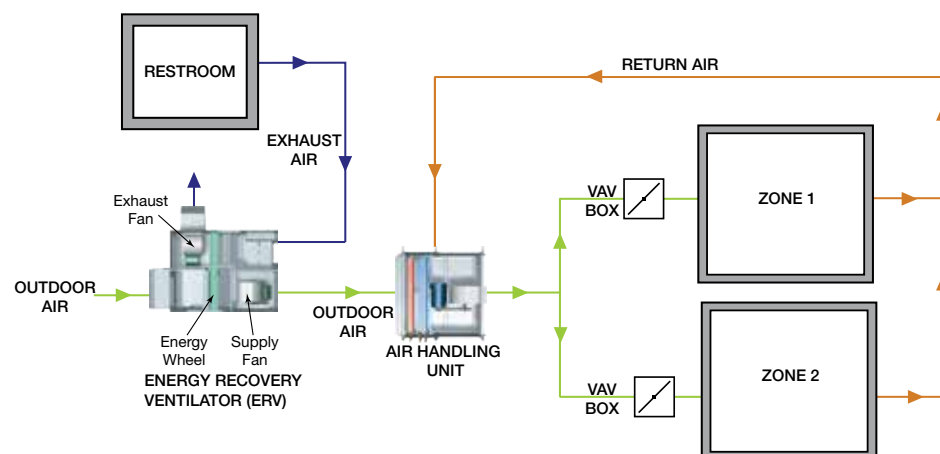 RESTROOM
RETURN AIR
EXHAUST
AIR
Exhaust
Fan
VAV
BOX
ZONE 1
OUTDOOR
AIR
OUTDOOR
AIR
Energy
Wheel
Supply
Fan
AIR HANDLING
UNIT
ENERGY RECOVERY
VENTILATOR (ERV)
VAV
BOX
ZONE 2